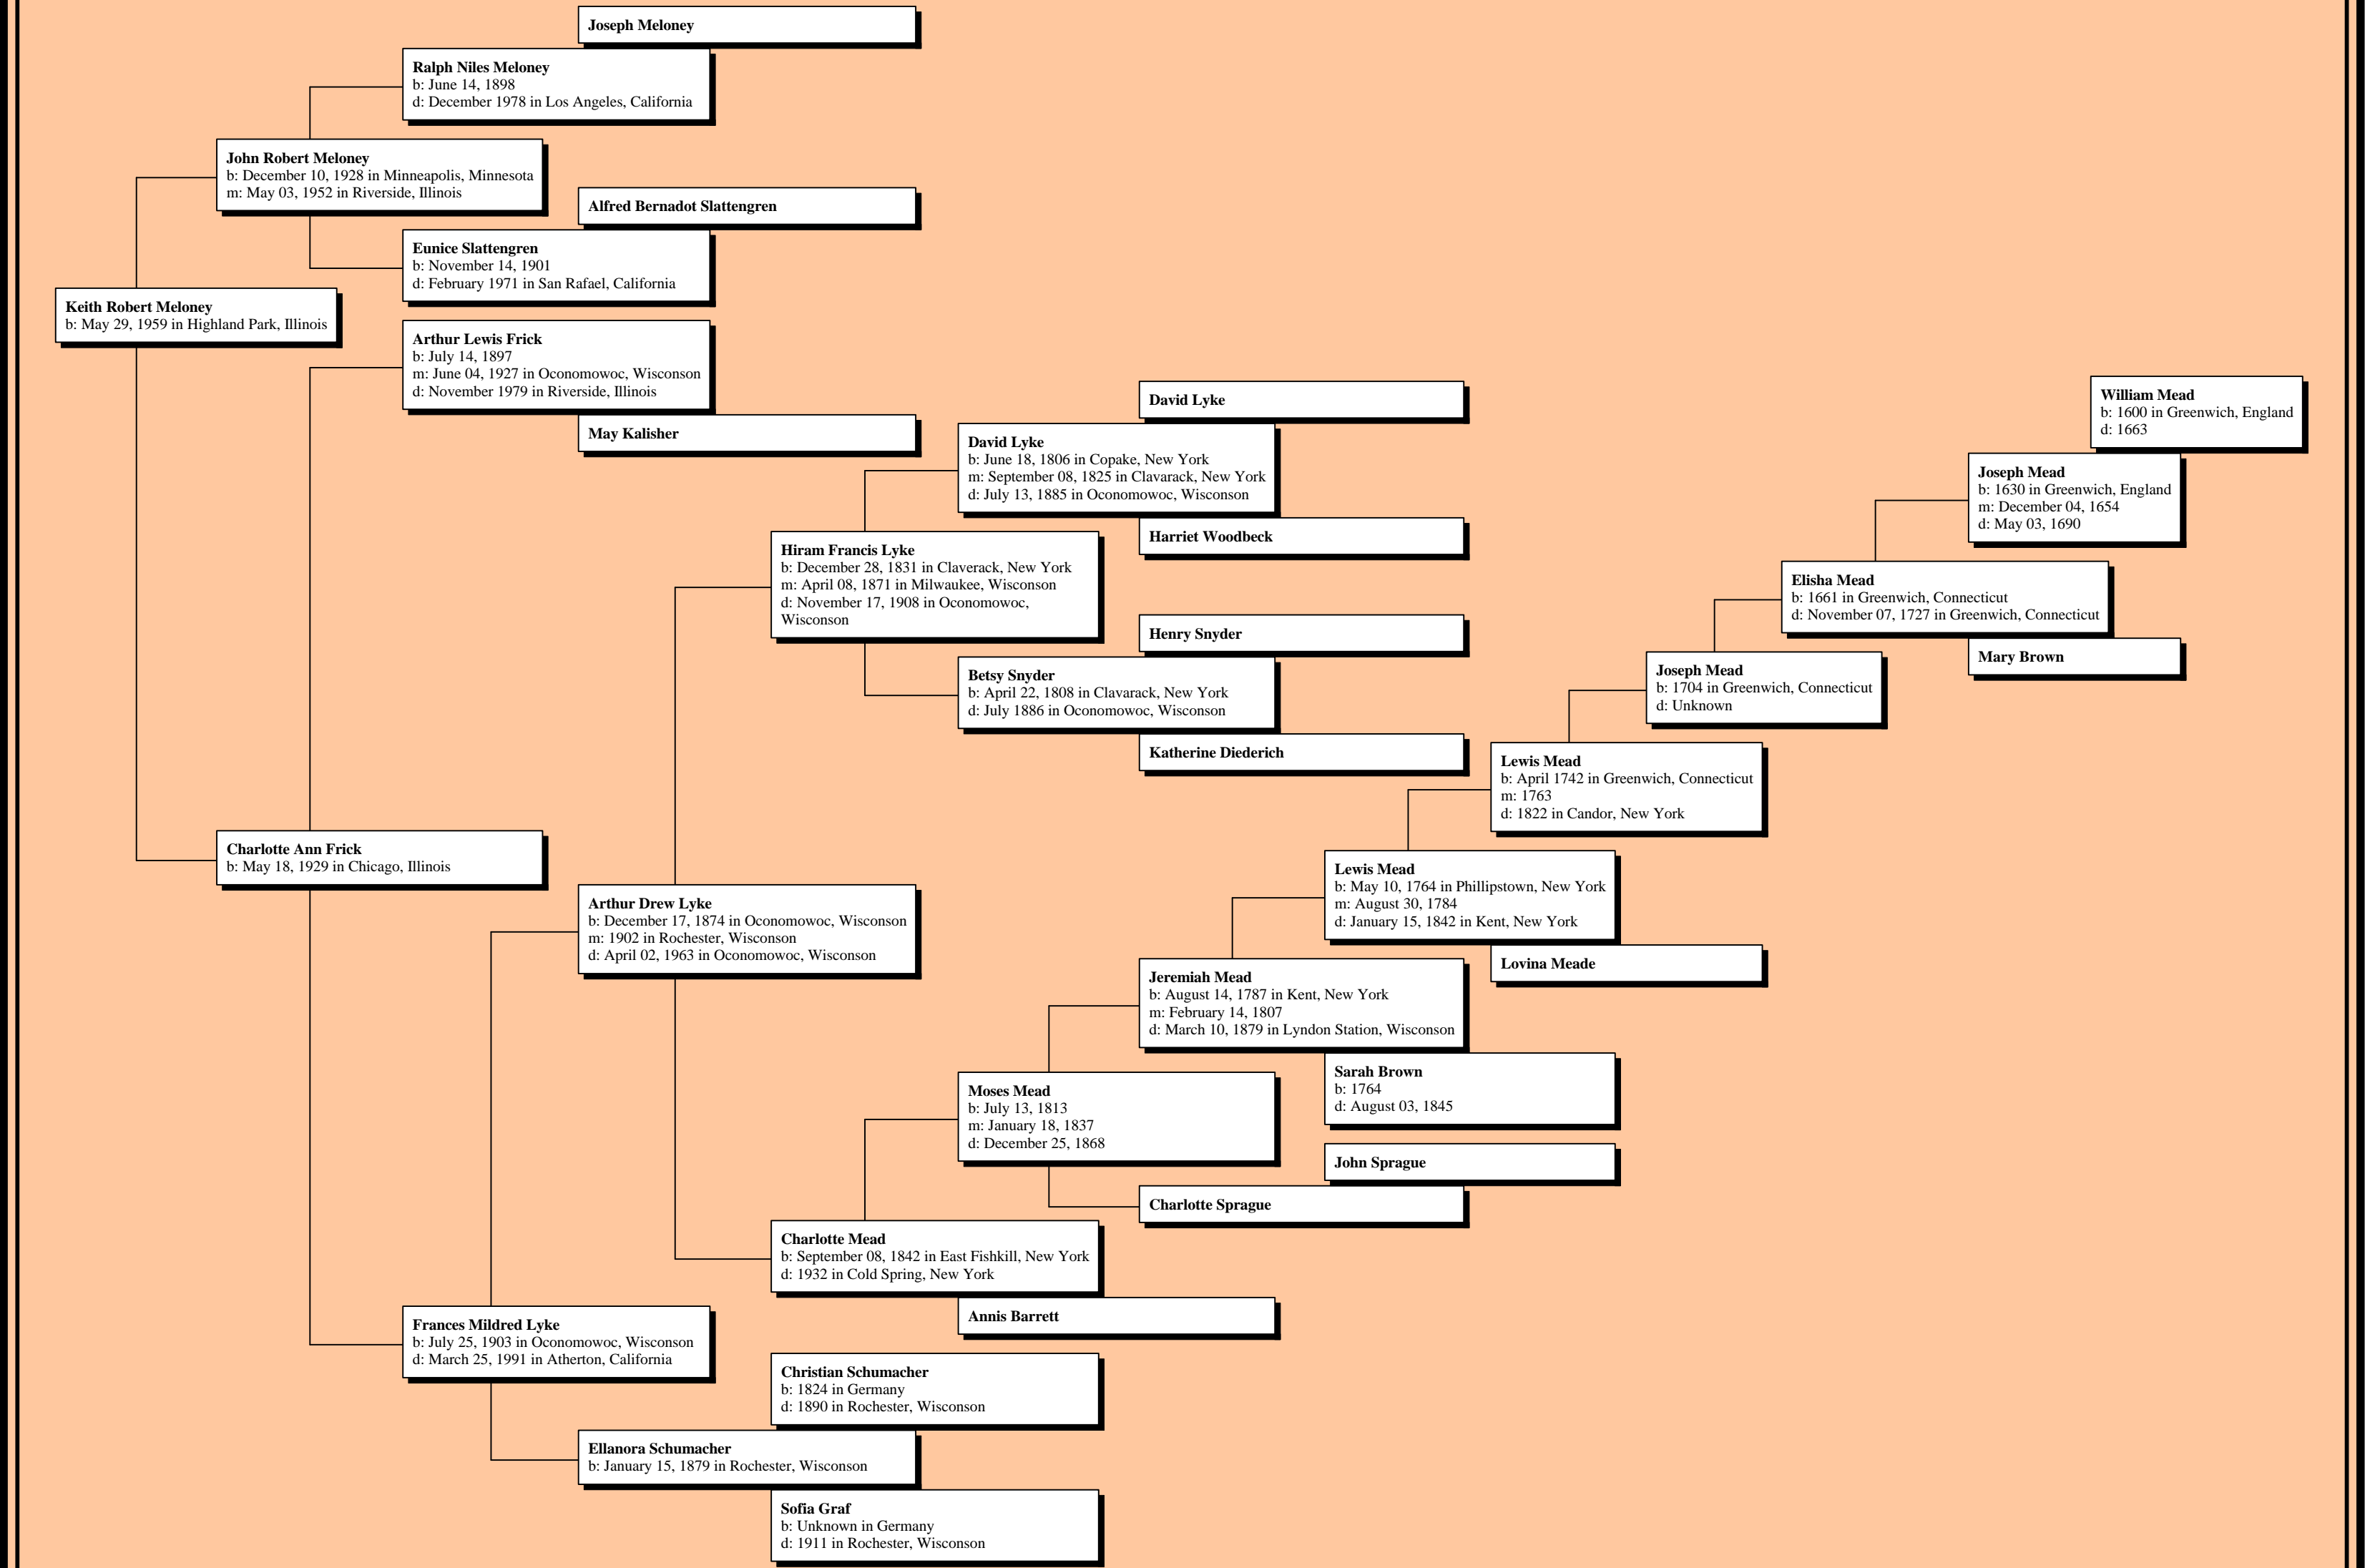 Joseph Meloney
Ralph Niles Meloney
b: June 14, 1898
d: December 1978 in Los Angeles, California
John Robert Meloney
b: December 10, 1928 in Minneapolis, Minnesota
m: May 03, 1952 in Riverside, Illinois
Alfred Bernadot Slattengren
Eunice Slattengren
b: November 14, 1901
d: February 1971 in San Rafael, California
Keith Robert Meloney
b: May 29, 1959 in Highland Park, Illinois
Arthur Lewis Frick
b: July 14, 1897
m: June 04, 1927 in Oconomowoc, Wisconsin
d: November 1979 in Riverside, Illinois
May Kalisher
David Lyke
David Lyke
b: June 18, 1806 in Copake, New York
m: September 08, 1825 in Clavarack, New York
d: July 13, 1885 in Oconomowoc, Wisconsin
Harriet Woodbeck
Hiram Francis Lyke
b: December 28, 1831 in Claverack, New York
m: April 08, 1871 in Milwaukee, Wisconsin
d: November 17, 1908 in Oconomowoc,
Wisconsin
Henry Snyder
Betsy Snyder
b: April 22, 1808 in Clavarack, New York
d: July 1886 in Oconomowoc, Wisconsin
Katherine Diederich
William Mead
b: 1600 in Greenwich, England
d: 1663
Joseph Mead
b: 1630 in Greenwich, England
m: December 04, 1654
d: May 03, 1690
Elisha Mead
b: 1661 in Greenwich, Connecticut
d: November 07, 1727 in Greenwich, Connecticut
Mary Brown
Joseph Mead
b: 1704 in Greenwich, Connecticut
d: Unknown
Lewis Mead
b: April 1742 in Greenwich, Connecticut
m: 1763
d: 1822 in Candor, New York
Charlotte Ann Frick
b: May 18, 1929 in Chicago, Illinois
Lewis Mead
b: May 10, 1764 in Phillipstown, New York
m: August 30, 1784
d: January 15, 1842 in Kent, New York
Lovina Meade
Arthur Drew Lyke
b: December 17, 1874 in Oconomowoc, Wisconsin
m: 1902 in Rochester, Wisconsin
d: April 02, 1963 in Oconomowoc, Wisconsin
Jeremiah Mead
b: August 14, 1787 in Kent, New York
m: February 14, 1807
d: March 10, 1879 in Lyndon Station, Wisconsin
Sarah Brown
b: 1764
d: August 03, 1845
Moses Mead
b: July 13, 1813
m: January 18, 1837
d: December 25, 1868
John Sprague
Charlotte Sprague
Charlotte Mead
b: September 08, 1842 in East Fishkill, New York
d: 1932 in Cold Spring, New York
Annis Barrett
Frances Mildred Lyke
b: July 25, 1903 in Oconomowoc, Wisconsin
d: March 25, 1991 in Atherton, California
Christian Schumacher
b: 1824 in Germany
d: 1890 in Rochester, Wisconsin
Ellanora Schumacher
b: January 15, 1879 in Rochester, Wisconsin
Sofia Graf
b: Unknown in Germany
d: 1911 in Rochester, Wisconsin